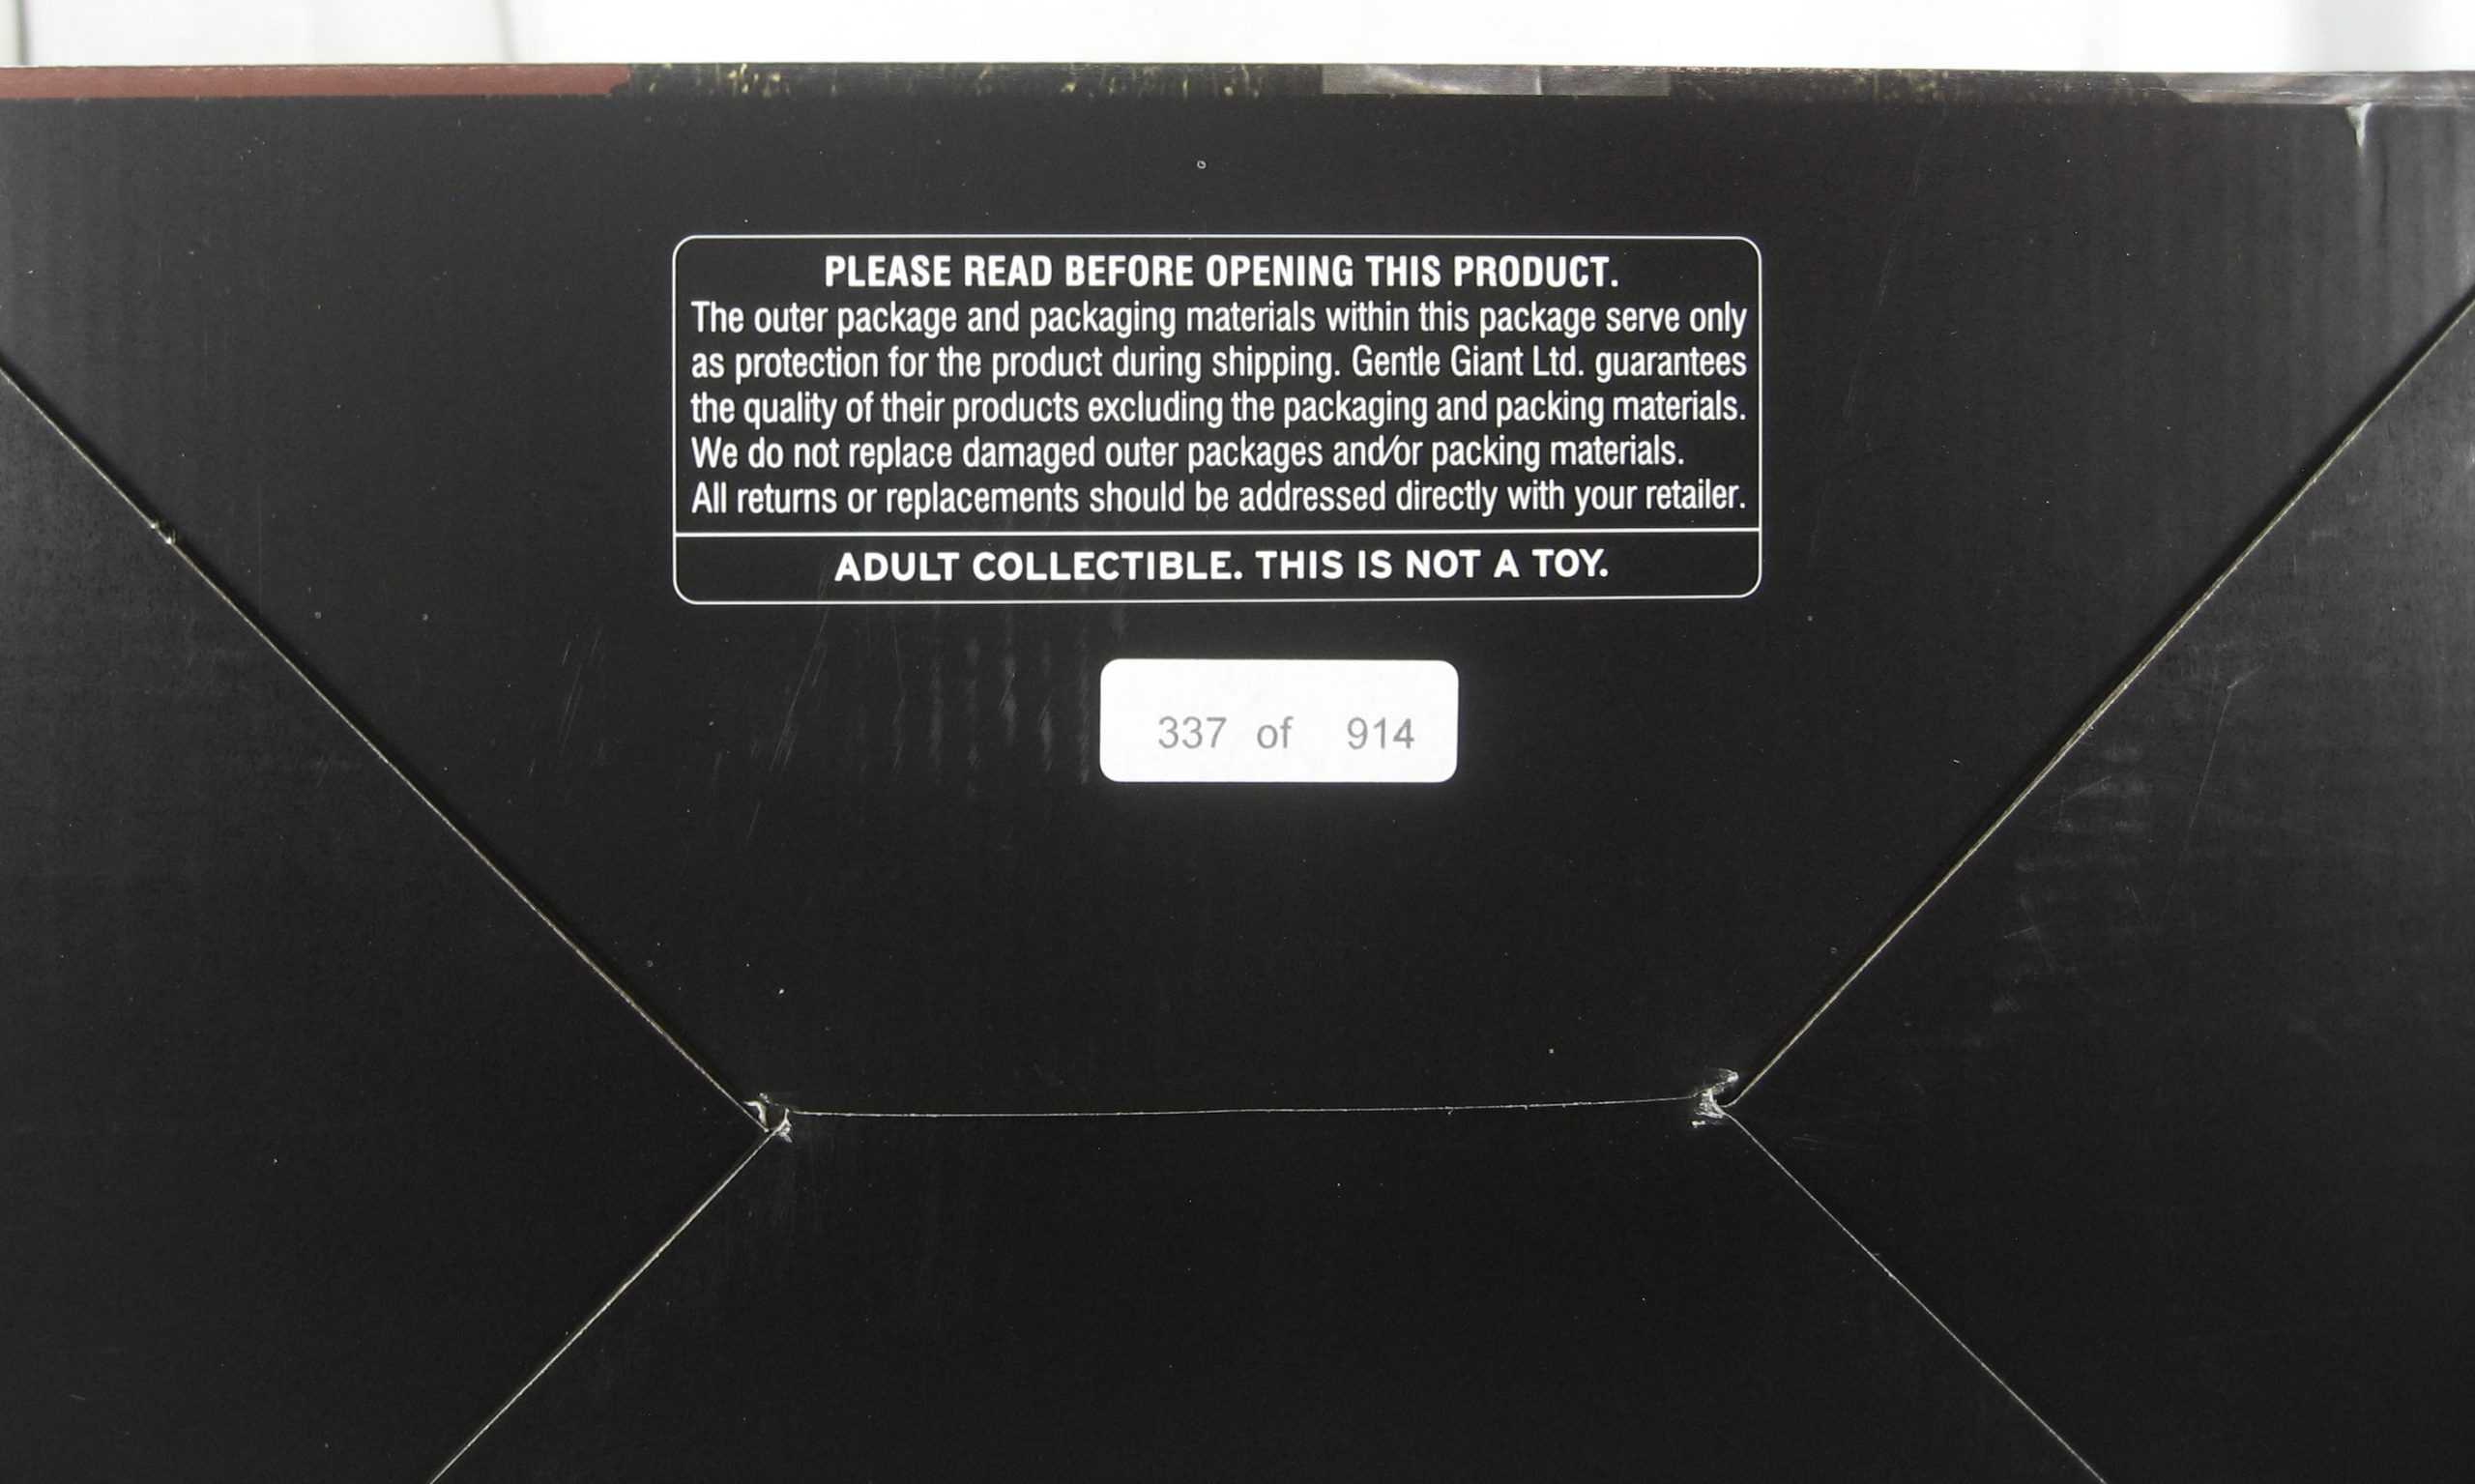 PLEASE READ BEFORE OPENING THIS PRODUCT.
The outer package and packaging materials within this package serve only
as protection for the product during shipping. Gentle Giant Ltd. guarantees
the quality of their products excluding the packaging and packing materials.
We do not replace damaged outer packages and/or packing materials.
All returns or replacements should be addressed directly with your retailer.
ADULT COLLECTIBLE. THIS IS NOT A TOY.
337 of 914